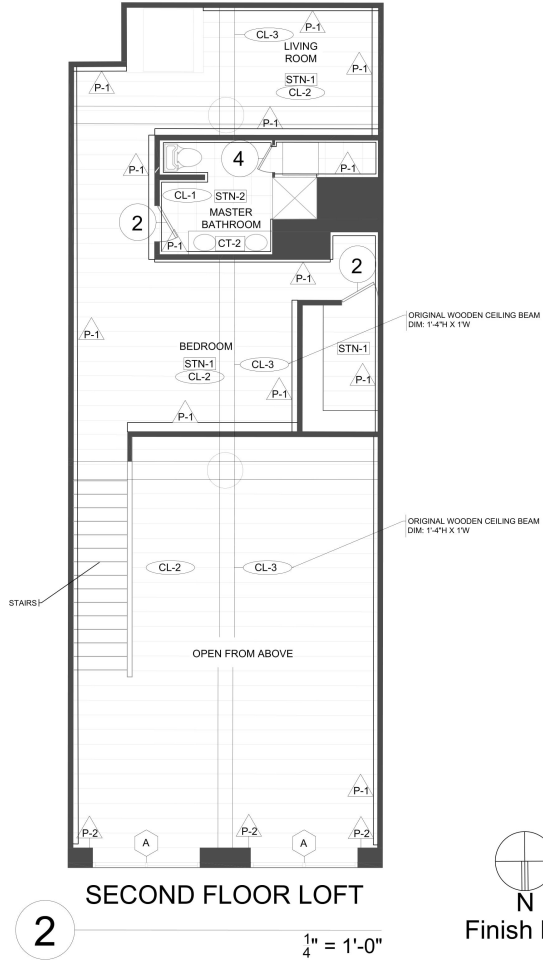 P-1
CL-3
LIVING
ROOM
P-1
P-1
STN-1
CL-2
P-1
4
P-1
P-1
CL-1
STN-2
MASTER
BATHROOM
2
P-1
CT-2
2
P-1
ORIGINAL WOODEN CEILING BEAM
DIM: 1'-4"H X 1'W
P-1
BEDROOM
STN-1
STN-1
CL-3
CL-2
P-1
P-1
P-1
ORIGINAL WOODEN CEILING BEAM
DIM: 1'-4"H X 1'W
CL-2
CL-3
STAIRS
OPEN FROM ABOVE
P-1
P-2
A
P-2
A
P-2
SECOND FLOOR LOFT
2
1/4" = 1'-0"
N
Finish